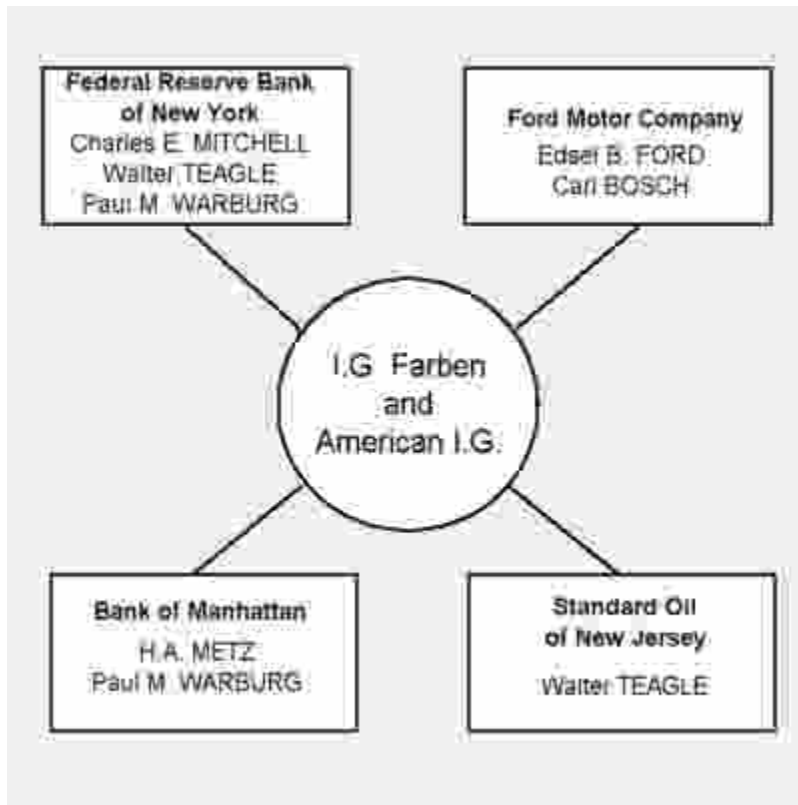 Federal Reserve Bank
of New York
Charles E. MITCHELL
Walter TEAGLE
Paul M. WARBURG
Ford Motor Company
Edsel B. FORD
Carl BOSCH
I.G. Farben
and
American I.G.
Bank of Manhattan
H.A. METZ
Paul M. WARBURG
Standard Oil
of New Jersey
Walter TEAGLE